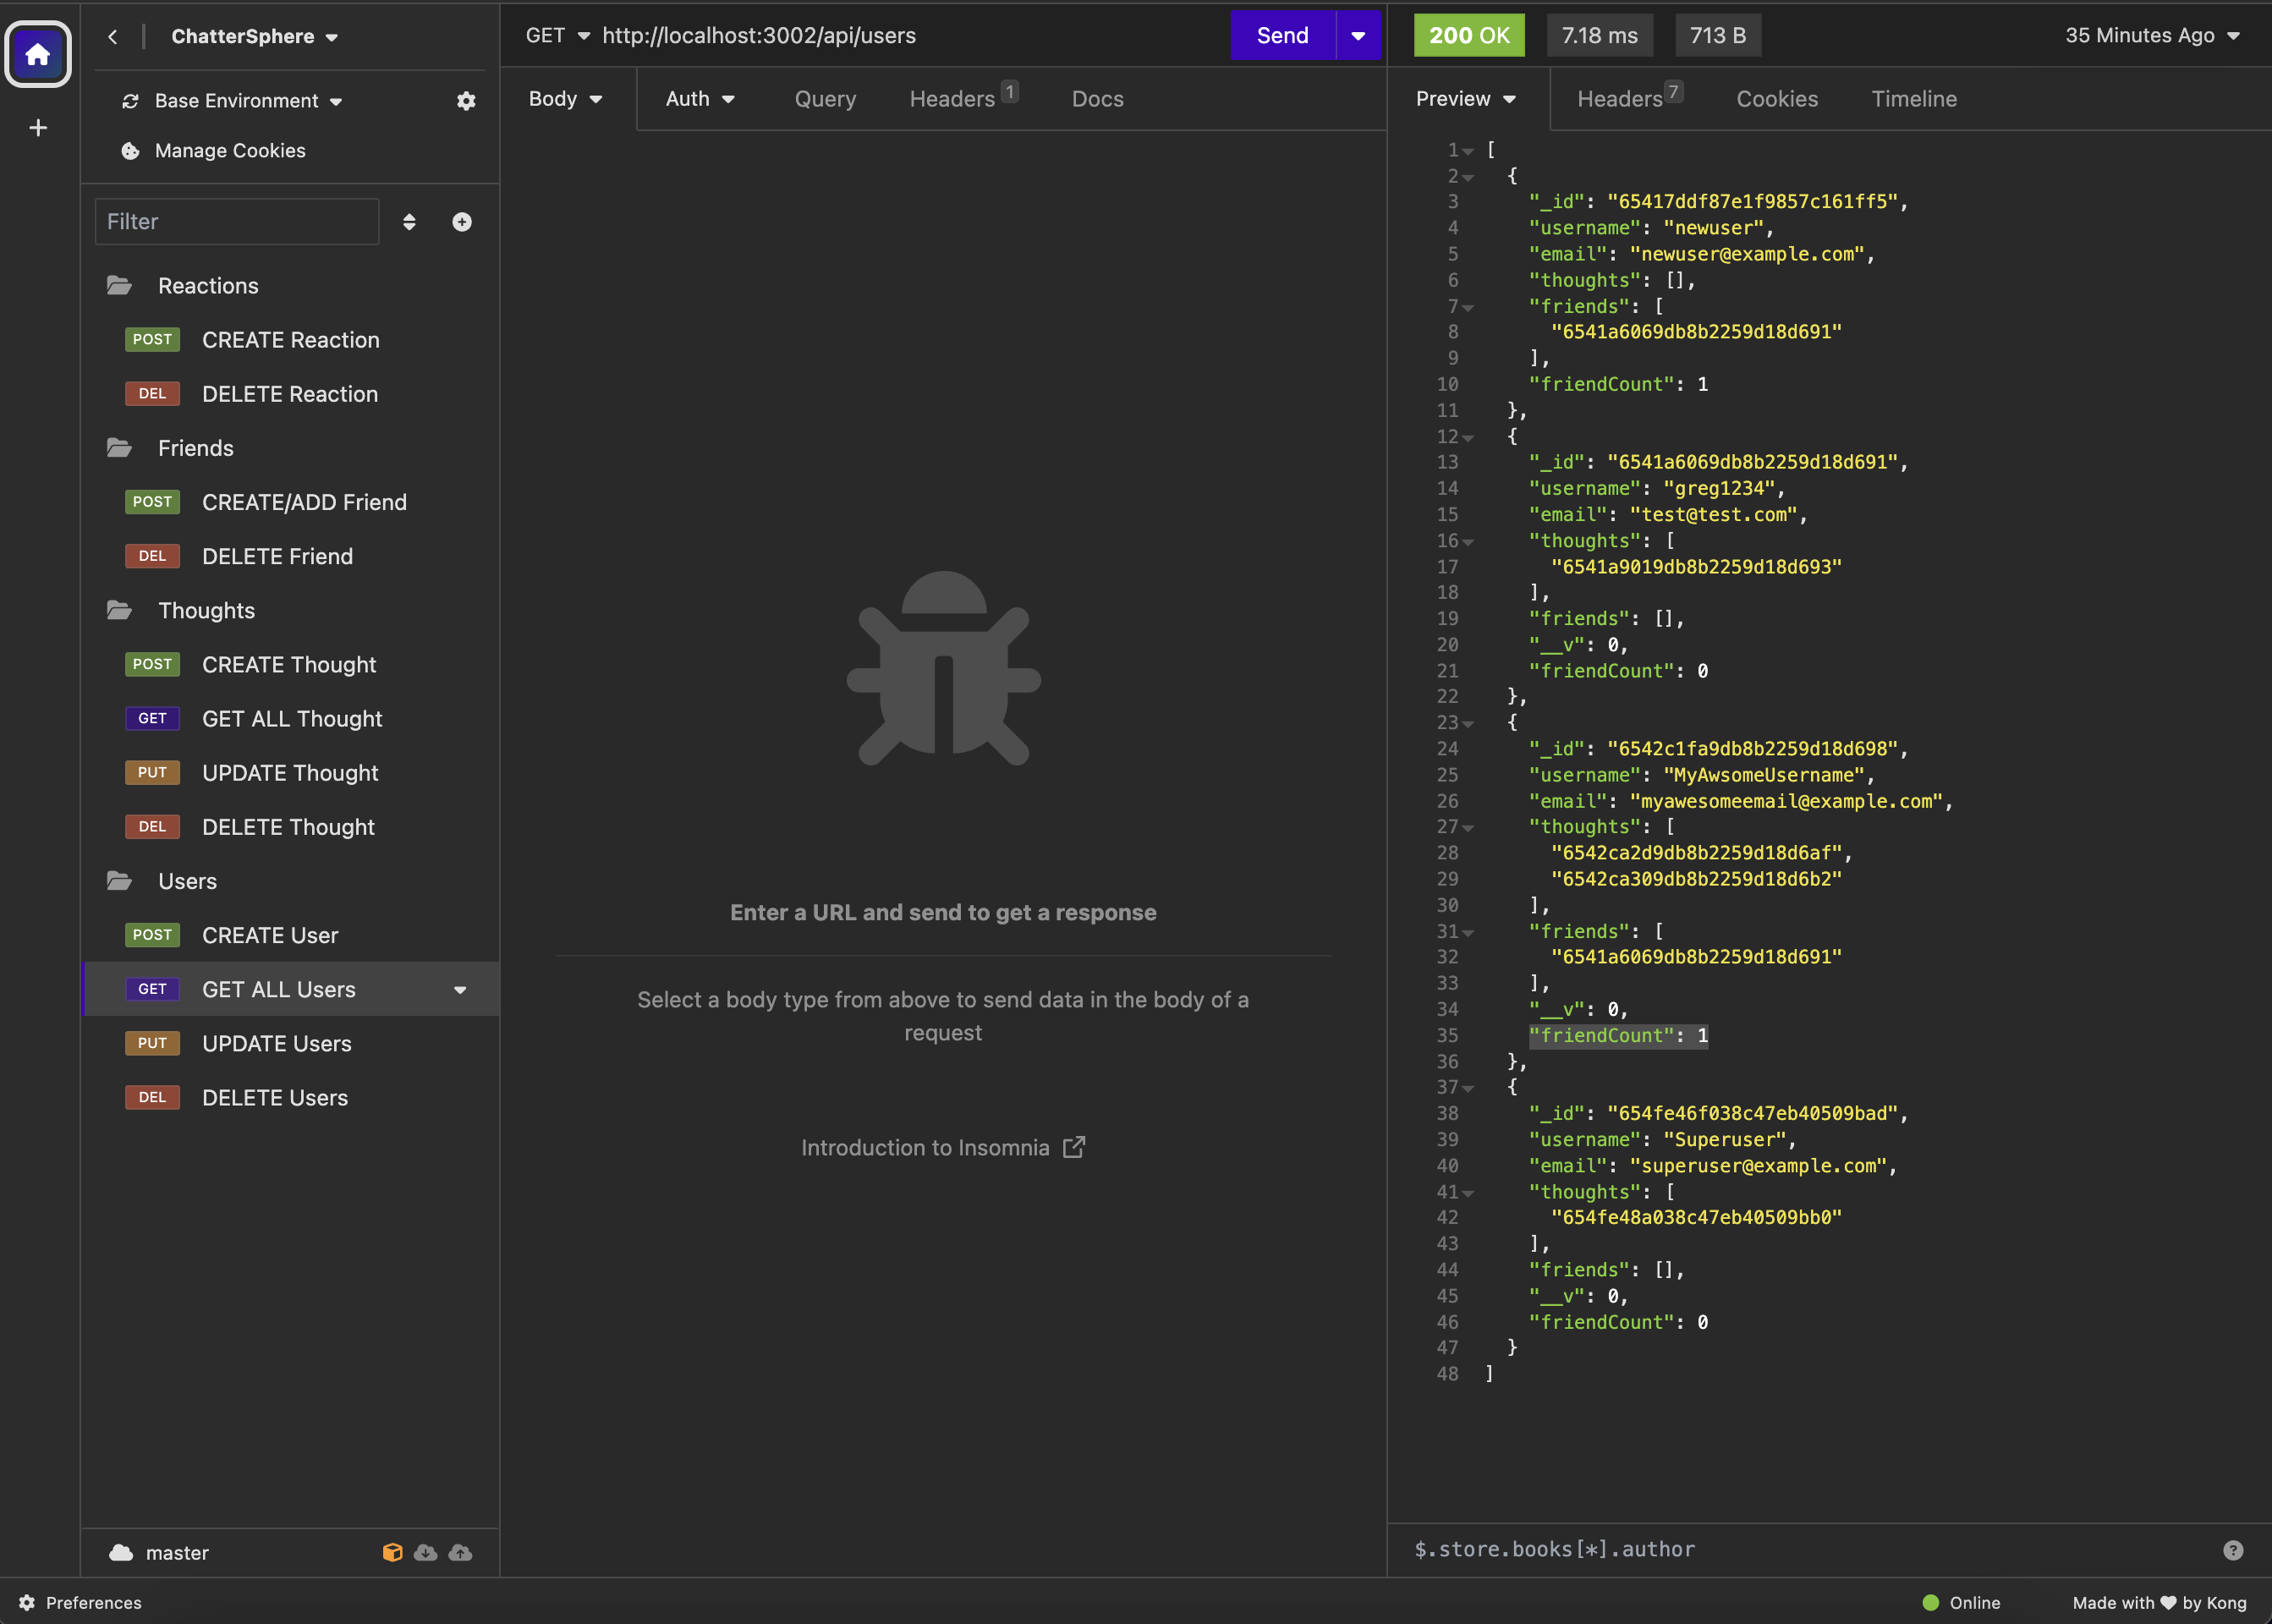 ChatterSphere
Base Environment
Manage Cookies
Filter
Reactions
POST CREATE Reaction
DEL DELETE Reaction
Friends
POST CREATE/ADD Friend
DEL DELETE Friend
Thoughts
POST CREATE Thought
GET GET ALL Thought
PUT UPDATE Thought
DEL DELETE Thought
Users
POST CREATE User
GET GET ALL Users
PUT UPDATE Users
DEL DELETE Users
master
GET http://localhost:3002/api/users Send
Body Auth Query Headers 1 Docs
Enter a URL and send to get a response
Select a body type from above to send data in the body of a
request
Introduction to Insomnia
200 OK 7.18 ms 713 B 35 Minutes Ago
Preview Headers 7 Cookies Timeline
1 [
2 {
3 "_id": "65417ddf87e1f9857c161ff5",
4 "username": "newuser",
5 "email": "newuser@example.com",
6 "thoughts": [],
7 "friends": [
8 "6541a6069db8b2259d18d691"
9 ],
10 "friendCount": 1
11 },
12 {
13 "_id": "6541a6069db8b2259d18d691",
14 "username": "greg1234",
15 "email": "test@test.com",
16 "thoughts": [
17 "6541a9019db8b2259d18d693"
18 ],
19 "friends": [],
20 "__v": 0,
21 "friendCount": 0
22 },
23 {
24 "_id": "6542c1fa9db8b2259d18d698",
25 "username": "MyAwsomeUsername",
26 "email": "myawesomeemail@example.com",
27 "thoughts": [
28 "6542ca2d9db8b2259d18d6af",
29 "6542ca309db8b2259d18d6b2"
30 ],
31 "friends": [
32 "6541a6069db8b2259d18d691"
33 ],
34 "__v": 0,
35 "friendCount": 1
36 },
37 {
38 "_id": "654fe46f038c47eb40509bad",
39 "username": "Superuser",
40 "email": "superuser@example.com",
41 "thoughts": [
42 "654fe48a038c47eb40509bb0"
43 ],
44 "friends": [],
45 "__v": 0,
46 "friendCount": 0
47 }
48 ]
$.store.books[*].author
Preferences
Online
Made with ♥ by Kong